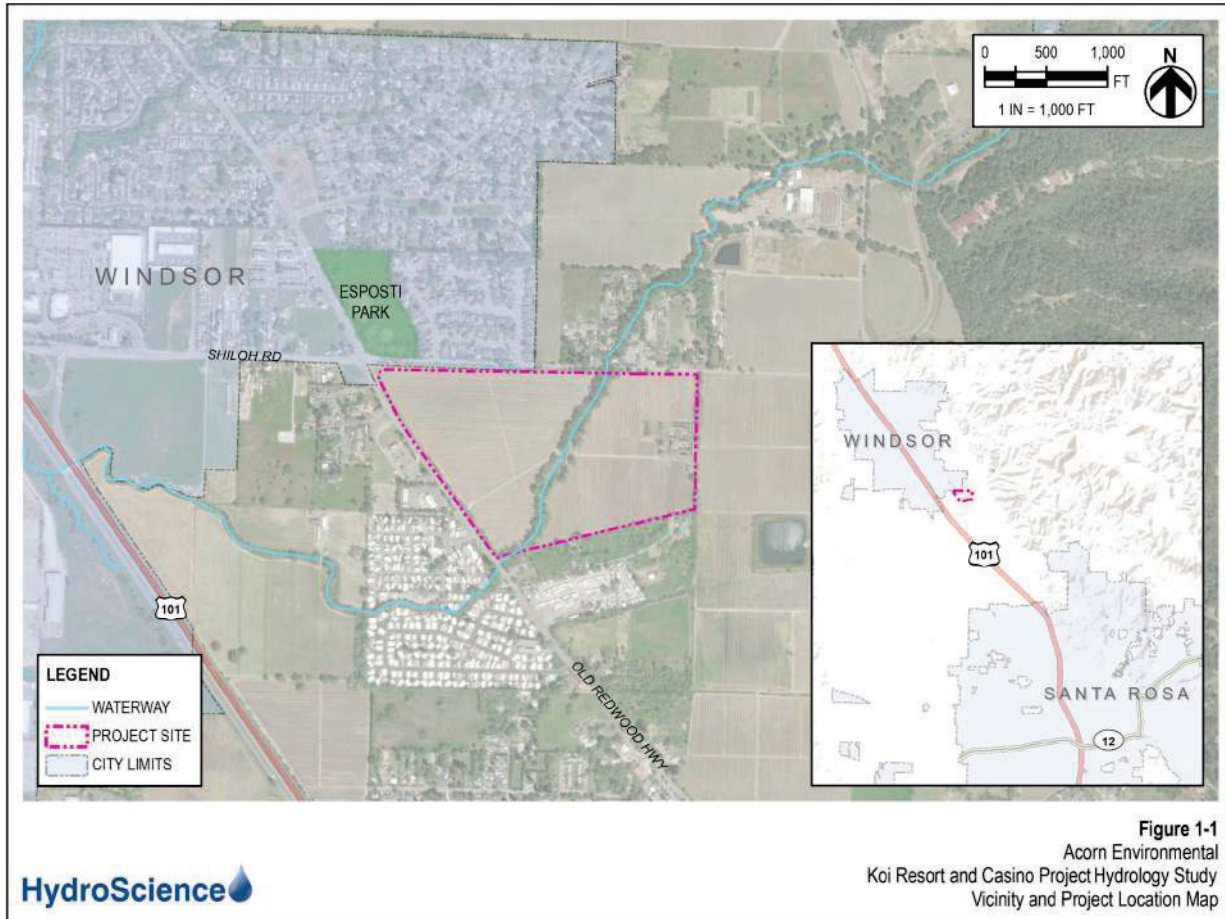 0 500 1,000
FT
1 IN = 1,000 FT
N
WINDSOR
ESPOSTI
PARK
SHILOH RD
101
OLD REDWOOD HWY
LEGEND
WATERWAY
PROJECT SITE
CITY LIMITS
WINDSOR
101
SANTA ROSA
12
Figure 1-1
Acorn Environmental
Koi Resort and Casino Project Hydrology Study
Vicinity and Project Location Map
HydroScience